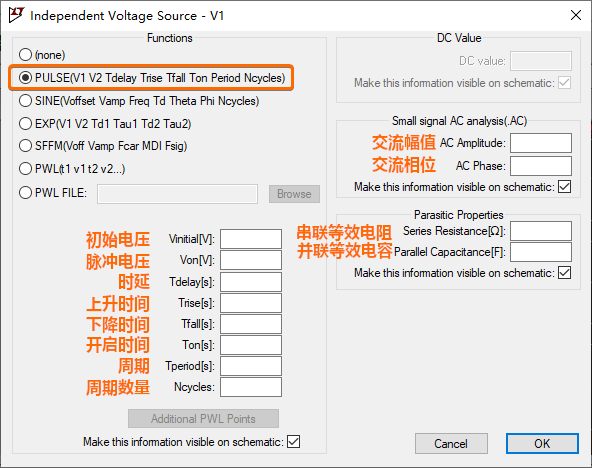 Independent Voltage Source - V1
Functions
(none)
PULSE(V1 V2 Tdelay Trise Tfall Ton Period Ncycles)
SINE(Voffset Vamp Freq Td Theta Phi Ncycles)
EXP(V1 V2 Td1 Tau1 Td2 Tau2)
SFFM(Voff Vamp Fcar MDI Fsig)
PWL(t1 v1 t2 v2...)
PWL FILE:
Browse
初始电压 Vinitial[V]:
脉冲电压 Von[V]:
时延 Tdelay[s]:
上升时间 Trise[s]:
下降时间 Tfall[s]:
开启时间 Ton[s]:
周期 Tperiod[s]:
周期数量 Ncycles:
Additional PWL Points
Make this information visible on schematic:
DC Value
DC value:
Make this information visible on schematic:
Small signal AC analysis(.AC)
交流幅值 AC Amplitude:
交流相位 AC Phase:
Make this information visible on schematic:
Parasitic Properties
串联等效电阻 Series Resistance[Ω]:
并联等效电容 Parallel Capacitance[F]:
Make this information visible on schematic:
Cancel
OK